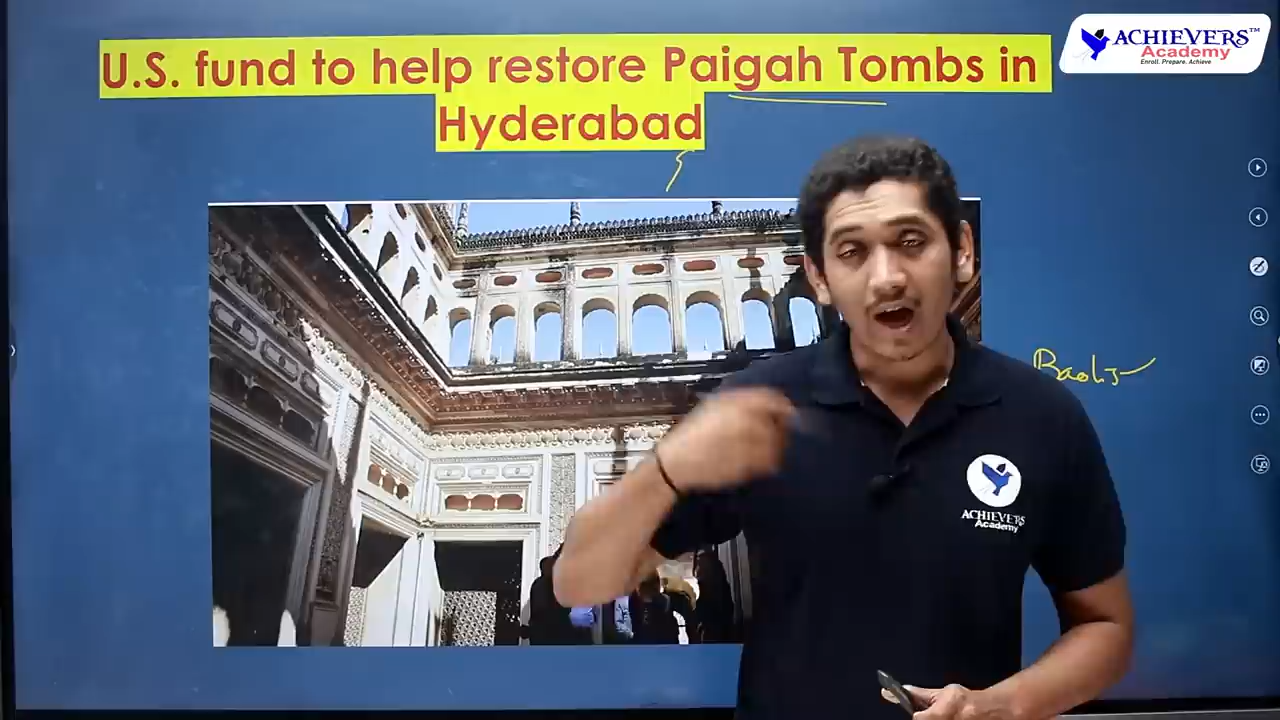 U.S. fund to help restore Paigah Tombs in
Hyderabad
ACHIEVERS™
Academy
Enroll. Prepare. Achieve
ACHIEVERS
Academy